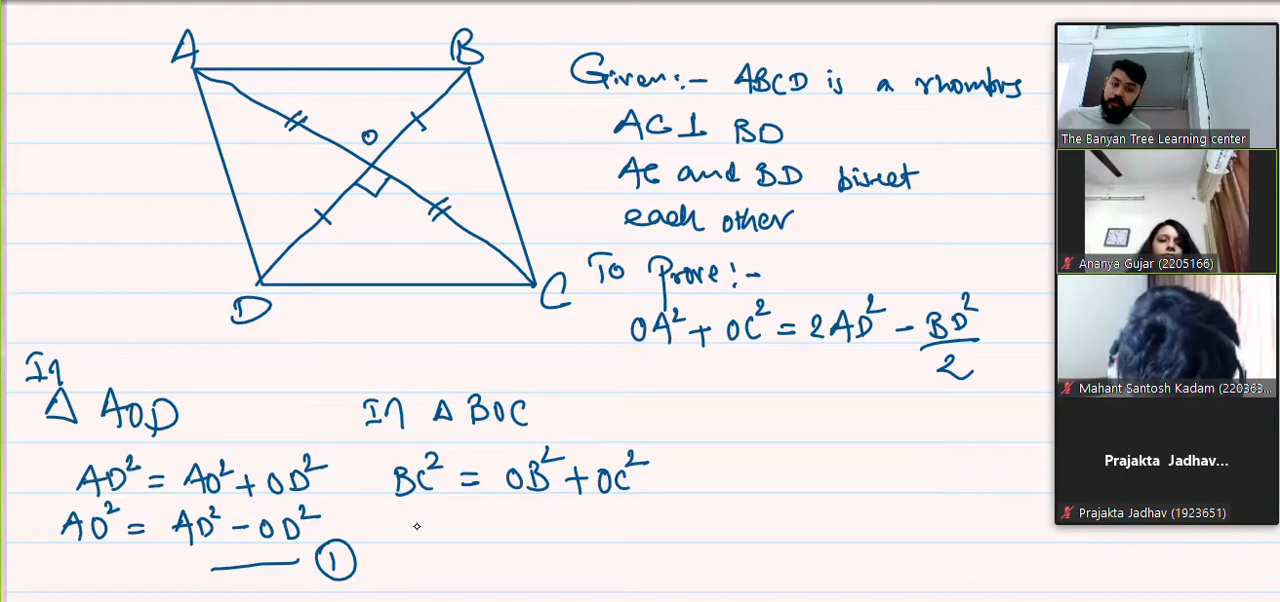 A
B
O
D
C
Given:- ABCD is a rhombus
AC⊥ BD
AC and BD bisect
each other
To Prove:-
OA² + OC² = 2AD² - BD²/2
In
△ AOD
AD² = AO² + OD²
AO² = AD² - OD²
①
In △ BOC
BC² = OB² + OC²
The Banyan Tree Learning center
Ananya Gujar (2205166)
Mahant Santosh Kadam (220363...
Prajakta Jadhav...
Prajakta Jadhav (1923651)